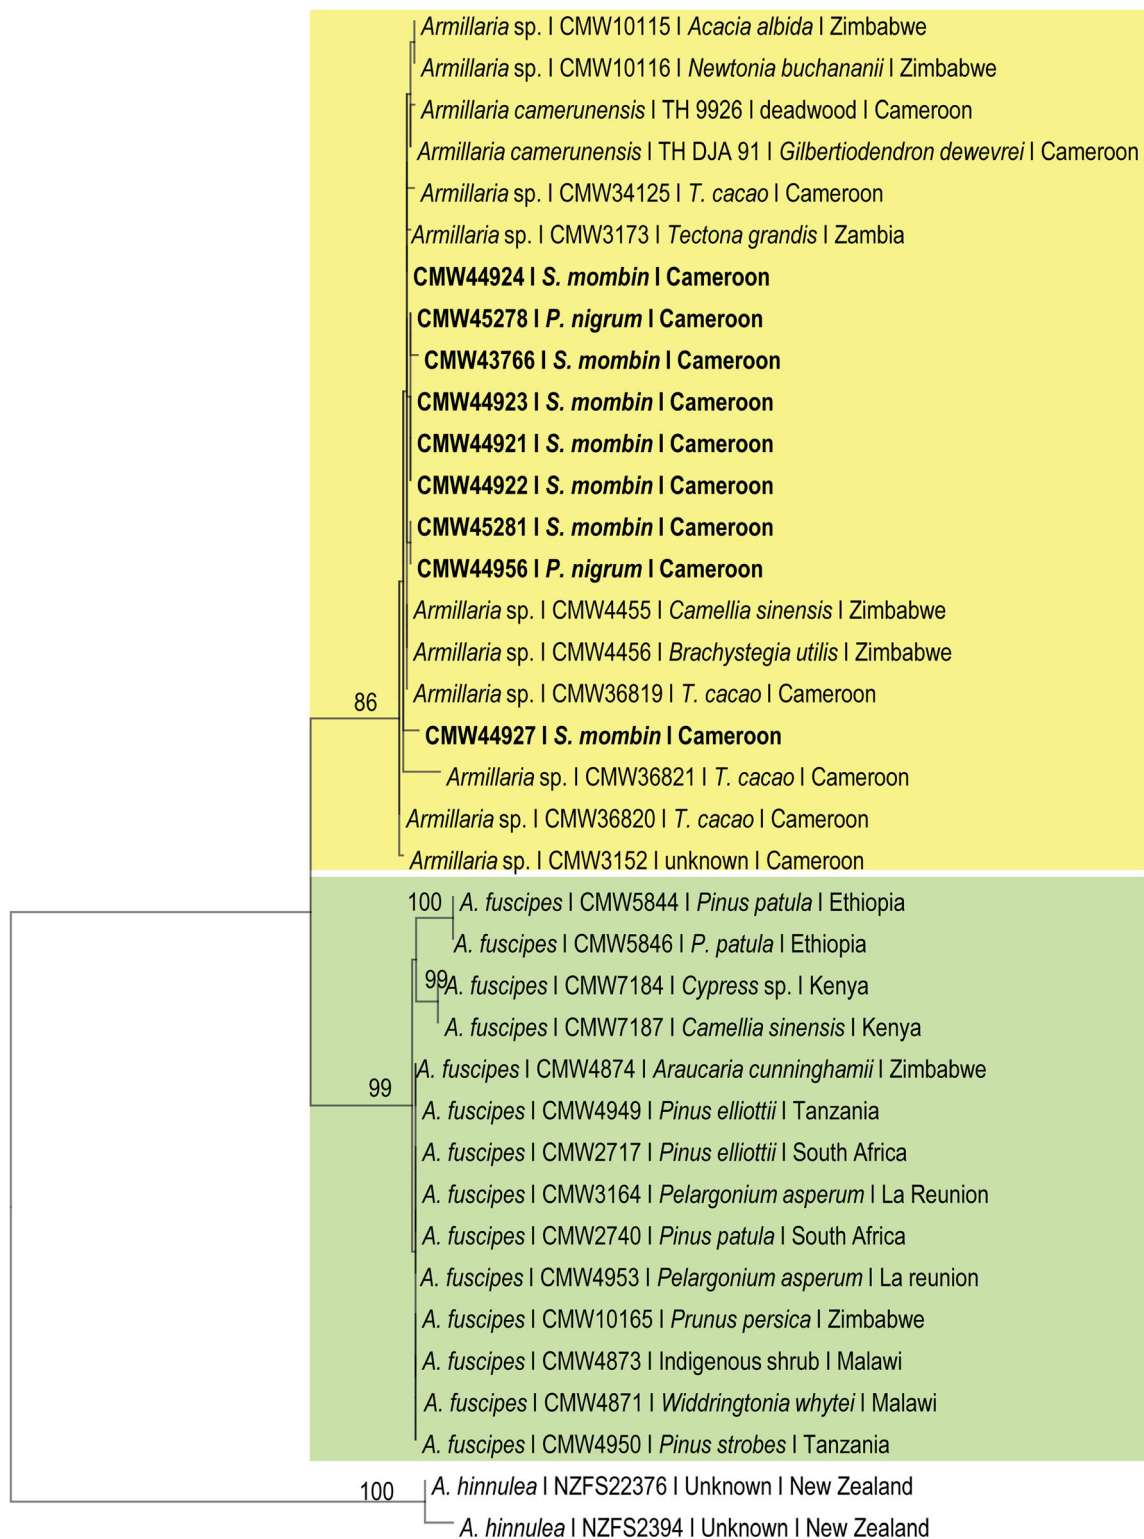 Armillaria sp. I CMW10115 I Acacia albida I Zimbabwe
Armillaria sp. I CMW10116 I Newtonia buchananii I Zimbabwe
Armillaria camerunensis I TH 9926 I deadwood I Cameroon
Armillaria camerunensis I TH DJA 91 I Gilbertiodendron dewevrei I Cameroon
Armillaria sp. I CMW34125 I T. cacao I Cameroon
Armillaria sp. I CMW3173 I Tectona grandis I Zambia
CMW44924 I S. mombin I Cameroon
CMW45278 I P. nigrum I Cameroon
CMW43766 I S. mombin I Cameroon
CMW44923 I S. mombin I Cameroon
CMW44921 I S. mombin I Cameroon
CMW44922 I S. mombin I Cameroon
CMW45281 I S. mombin I Cameroon
CMW44956 I P. nigrum I Cameroon
Armillaria sp. I CMW4455 I Camellia sinensis I Zimbabwe
Armillaria sp. I CMW4456 I Brachystegia utilis I Zimbabwe
Armillaria sp. I CMW36819 I T. cacao I Cameroon
86
CMW44927 I S. mombin I Cameroon
Armillaria sp. I CMW36821 I T. cacao I Cameroon
Armillaria sp. I CMW36820 I T. cacao I Cameroon
Armillaria sp. I CMW3152 I unknown I Cameroon
100 A. fuscipes I CMW5844 I Pinus patula I Ethiopia
A. fuscipes I CMW5846 I P. patula I Ethiopia
99 A. fuscipes I CMW7184 I Cypress sp. I Kenya
A. fuscipes I CMW7187 I Camellia sinensis I Kenya
A. fuscipes I CMW4874 I Araucaria cunninghamii I Zimbabwe
99
A. fuscipes I CMW4949 I Pinus elliottii I Tanzania
A. fuscipes I CMW2717 I Pinus elliottii I South Africa
A. fuscipes I CMW3164 I Pelargonium asperum I La Reunion
A. fuscipes I CMW2740 I Pinus patula I South Africa
A. fuscipes I CMW4953 I Pelargonium asperum I La reunion
A. fuscipes I CMW10165 I Prunus persica I Zimbabwe
A. fuscipes I CMW4873 I Indigenous shrub I Malawi
A. fuscipes I CMW4871 I Widdringtonia whytei I Malawi
A. fuscipes I CMW4950 I Pinus strobes I Tanzania
100 A. hinnulea I NZFS22376 I Unknown I New Zealand
A. hinnulea I NZFS2394 I Unknown I New Zealand